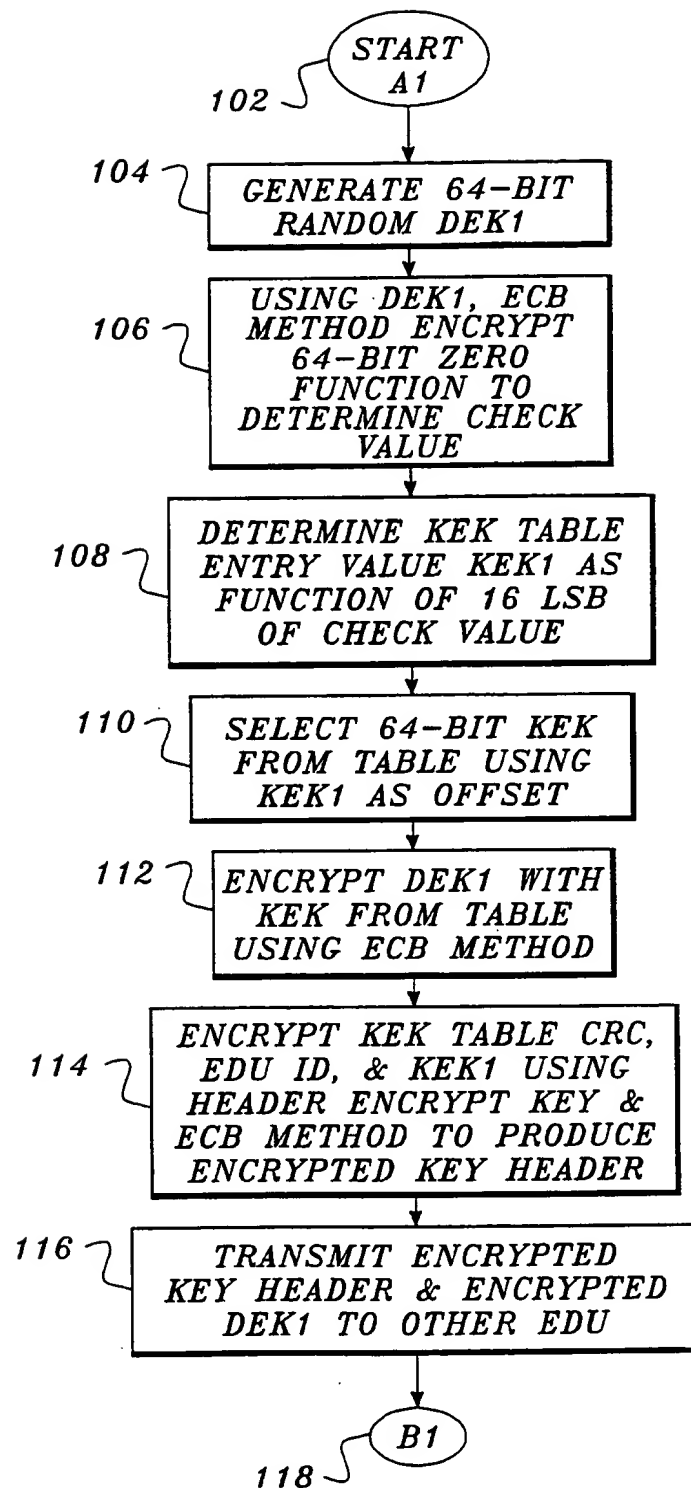 START
A1
102
104
GENERATE 64-BIT
RANDOM DEK1
106
USING DEK1, ECB
METHOD ENCRYPT
64-BIT ZERO
FUNCTION TO
DETERMINE CHECK
VALUE
108
DETERMINE KEK TABLE
ENTRY VALUE KEK1 AS
FUNCTION OF 16 LSB
OF CHECK VALUE
110
SELECT 64-BIT KEK
FROM TABLE USING
KEK1 AS OFFSET
112
ENCRYPT DEK1 WITH
KEK FROM TABLE
USING ECB METHOD
114
ENCRYPT KEK TABLE CRC,
EDU ID, & KEK1 USING
HEADER ENCRYPT KEY &
ECB METHOD TO PRODUCE
ENCRYPTED KEY HEADER
116
TRANSMIT ENCRYPTED
KEY HEADER & ENCRYPTED
DEK1 TO OTHER EDU
B1
118